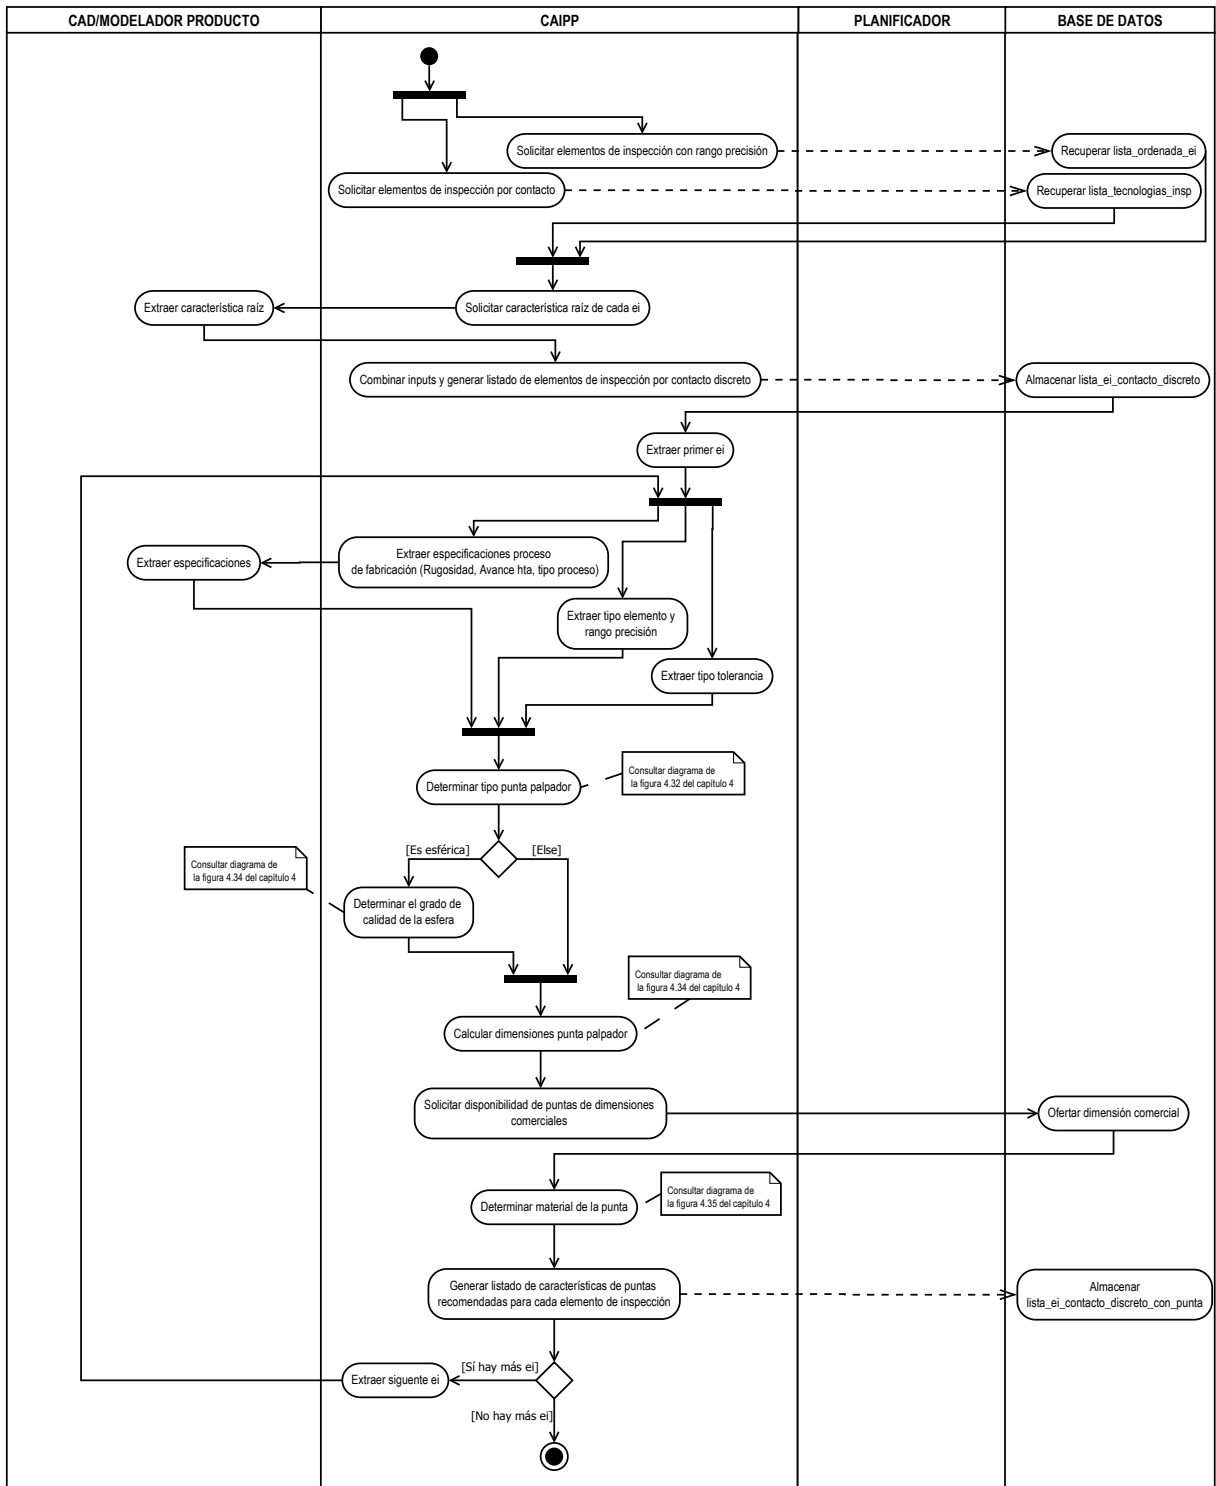 CAD/MODELADOR PRODUCTO
CAIPP
PLANIFICADOR
BASE DE DATOS
Solicitar elementos de inspección con rango precisión
Recuperar lista_ordenada_ei
Solicitar elementos de inspección por contacto
Recuperar lista_tecnologias_insp
Extraer característica raíz
Solicitar característica raíz de cada ei
Combinar inputs y generar listado de elementos de inspección por contacto discreto
Almacenar lista_ei_contacto_discreto
Extraer primer ei
Extraer especificaciones
Extraer especificaciones proceso
de fabricación (Rugosidad, Avance hta, tipo proceso)
Extraer tipo elemento y
rango precisión
Extraer tipo tolerancia
Determinar tipo punta palpador
Consultar diagrama de
la figura 4.32 del capítulo 4
[Es esférica]
[Else]
Consultar diagrama de
la figura 4.34 del capítulo 4
Determinar el grado de
calidad de la esfera
Consultar diagrama de
la figura 4.34 del capítulo 4
Calcular dimensiones punta palpador
Solicitar disponibilidad de puntas de dimensiones
comerciales
Ofertar dimensión comercial
Determinar material de la punta
Consultar diagrama de
la figura 4.35 del capítulo 4
Generar listado de características de puntas
recomendadas para cada elemento de inspección
Almacenar
lista_ei_contacto_discreto_con_punta
[Sí hay más ei]
Extraer siguiente ei
[No hay más ei]